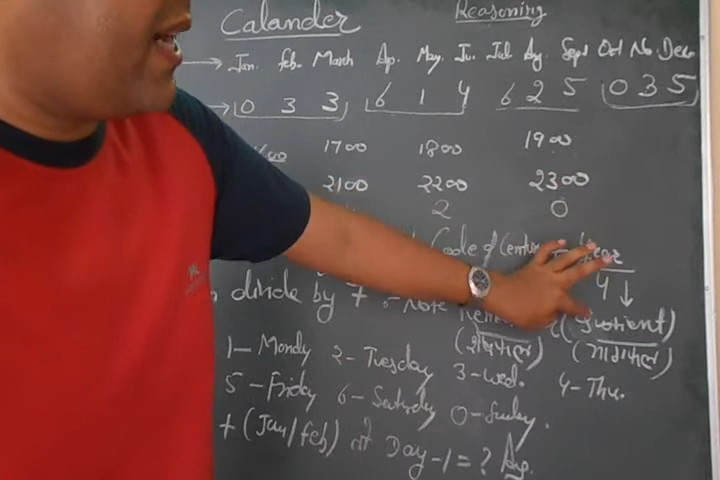 Calander Reasoning
→ Jan. feb. March Ap. May. Ju. Jul Ag. Sept Oct No. Dec.
→ 0 3 3 6 1 4 6 2 5 0 3 5
1600 1700 1800 1900
2100 2200 2300
2 0
Code of Century Year
4 ↓
divide by 7 :- Note (Quotient)
(शेषफल) (भागफल)
1- Mondy 2- Tuesday 3- Wed. 4- Thu.
5- Friday 6- Saturday 0- Sunday.
+ (Jan/feb) में Day -1 = ? Ans.